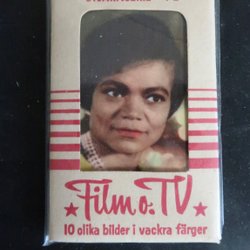 Film o. TV
10 olika bilder i vackra färger